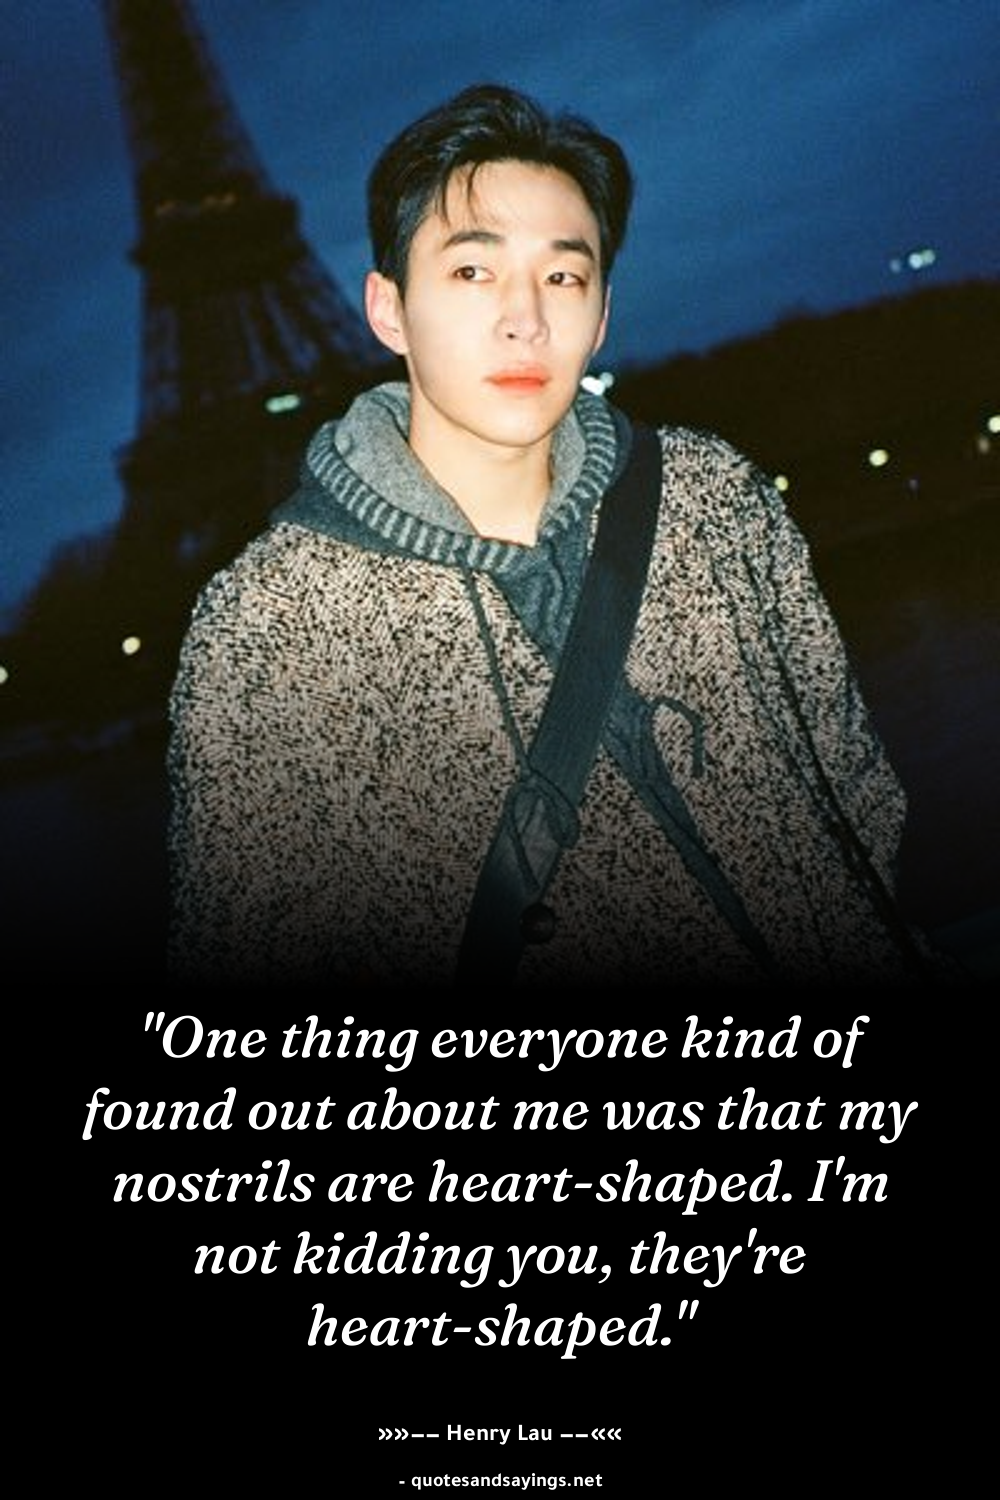 "One thing everyone kind of
found out about me was that my
nostrils are heart-shaped. I'm
not kidding you, they're
heart-shaped."
»»–– Henry Lau ––««
- quotesandsayings.net